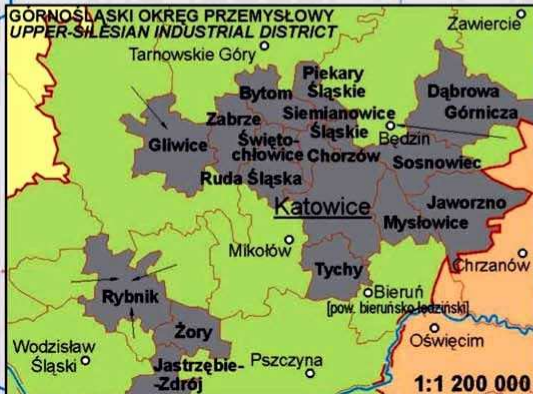 GÓRNOŚLĄSKI OKRĘG PRZEMYSŁOWY
UPPER-SILESIAN INDUSTRIAL DISTRICT
Zawiercie
Tarnowskie Góry
Piekary
Śląskie
Bytom
Dąbrowa
Górnicza
Siemianowice
Śląskie
Zabrze
Będzin
Gliwice
Święto-
chłowice
Chorzów
Sosnowiec
Ruda Śląska
Katowice
Jaworzno
Mysłowice
Mikołów
Tychy
Chrzanów
Bieruń
[pow. bieruńsko-lędziński]
Rybnik
Żory
Oświęcim
Wodzisław
Śląski
Jastrzębie-
-Zdrój
Pszczyna
1:1 200 000